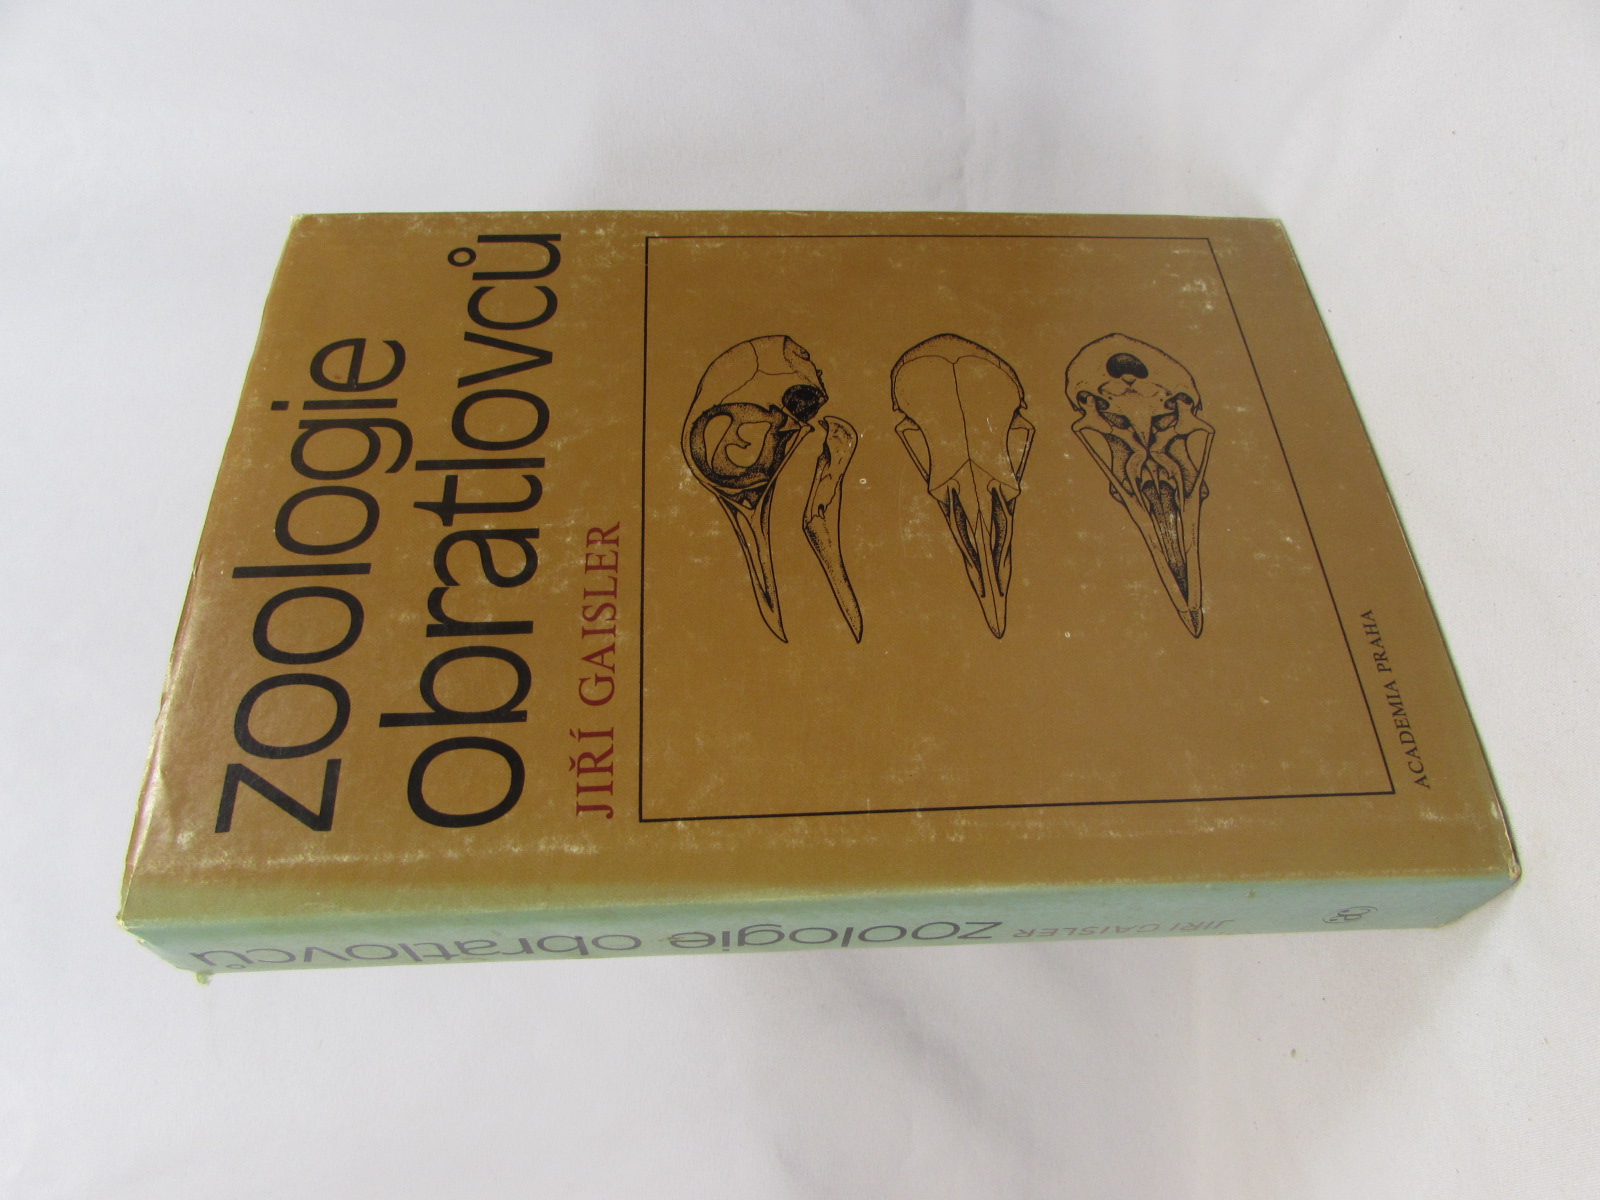 zoologie
obratlovců
JIŘÍ GAISLER
ACADEMIA PRAHA
JIŘÍ GAISLER zoologie obratlovců